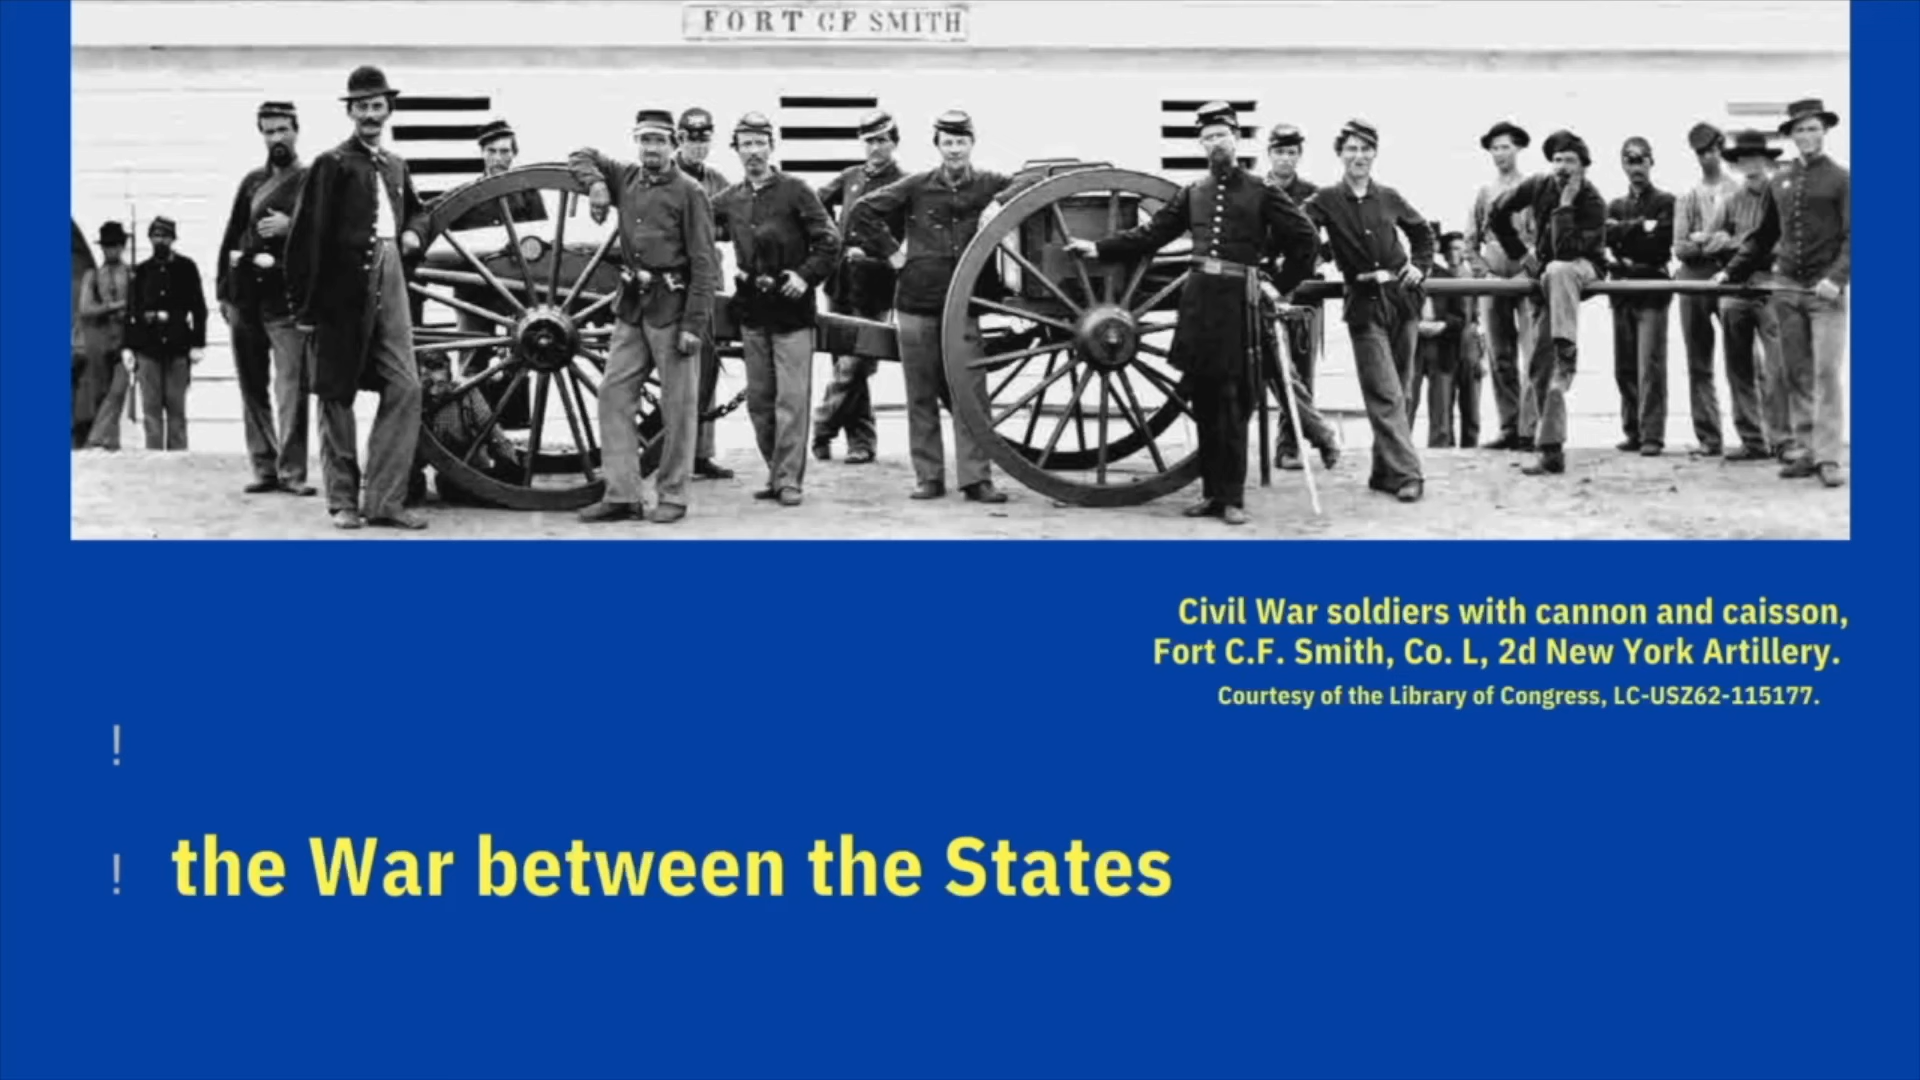 FORT C F SMITH
Civil War soldiers with cannon and caisson,
Fort C.F. Smith, Co. L, 2d New York Artillery.
Courtesy of the Library of Congress, LC-USZ62-115177.
!
! the War between the States